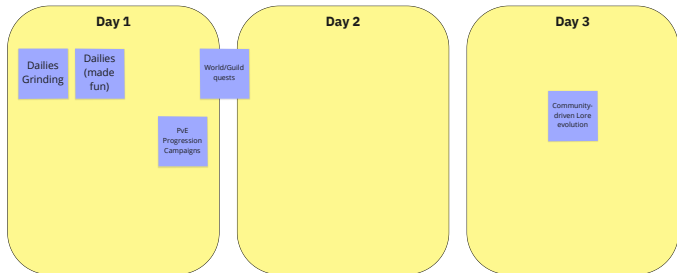 Day 1
Day 2
Day 3
Dailies
Grinding
Dailies
(made
fun)
World/Guild
quests
PvE
Progression
Campaigns
Community-
driven Lore
evolution